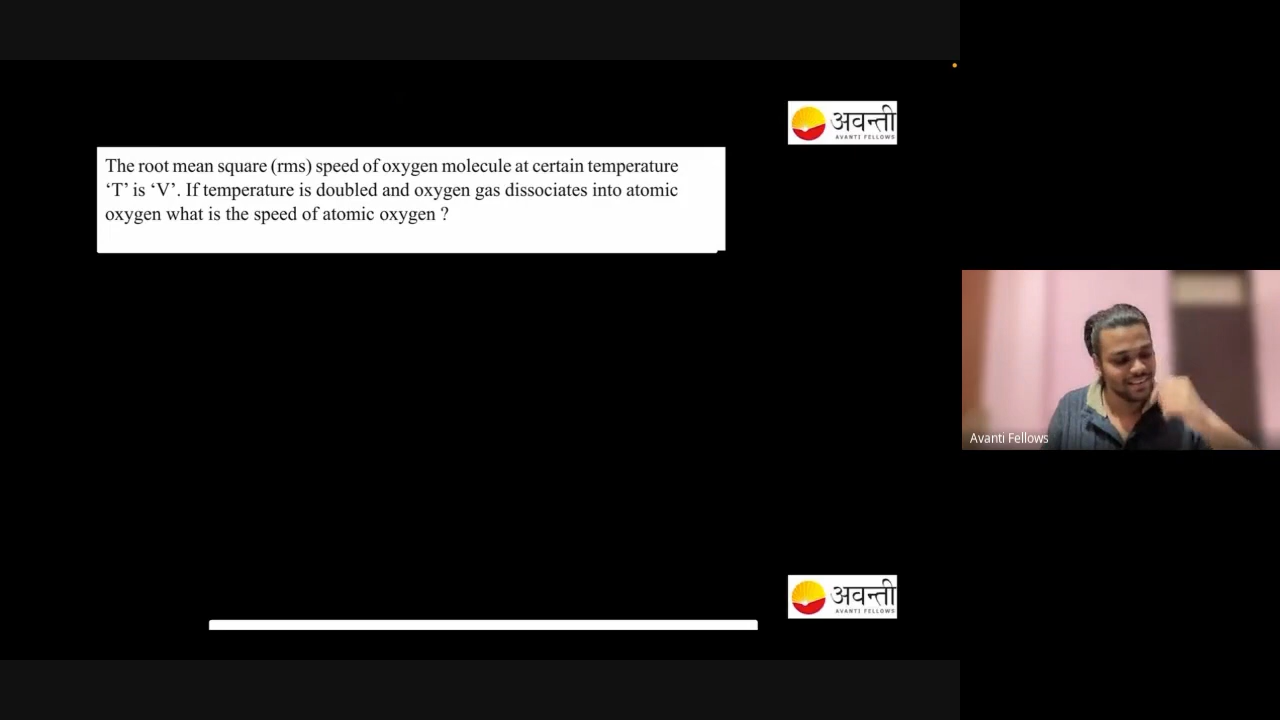 अवन्ती
AVANTI FELLOWS
The root mean square (rms) speed of oxygen molecule at certain temperature
‘T’ is ‘V’. If temperature is doubled and oxygen gas dissociates into atomic
oxygen what is the speed of atomic oxygen ?
Avanti Fellows
अवन्ती
AVANTI FELLOWS